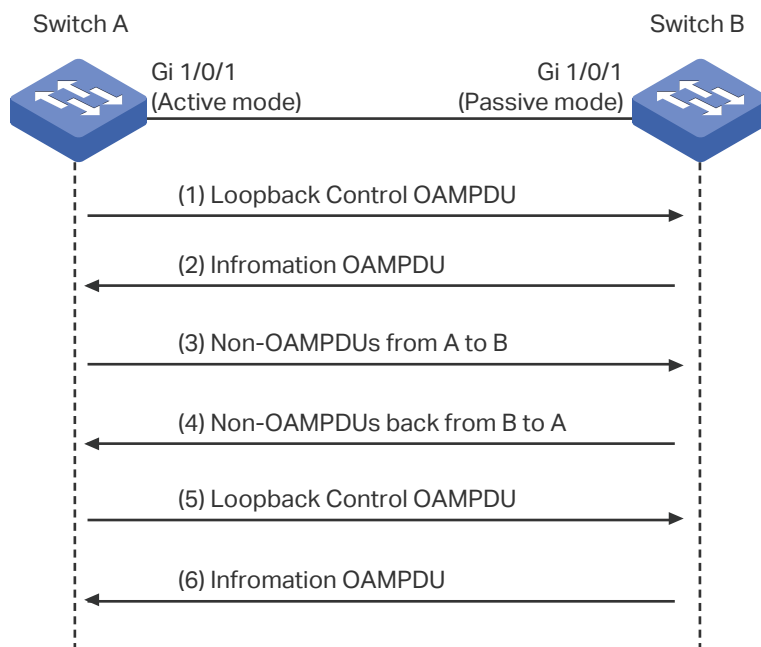 Switch A
Switch B
Gi 1/0/1
(Active mode)
Gi 1/0/1
(Passive mode)
(1) Loopback Control OAMPDU
(2) Infromation OAMPDU
(3) Non-OAMPDUs from A to B
(4) Non-OAMPDUs back from B to A
(5) Loopback Control OAMPDU
(6) Infromation OAMPDU